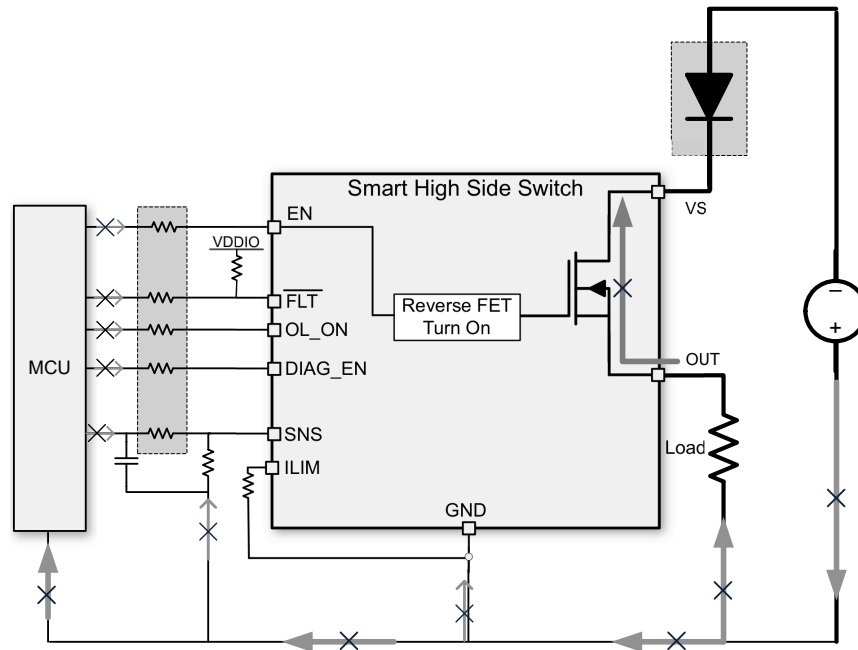 Smart High Side Switch
VS
EN
VDDIO
FLT
Reverse FET
Turn On
OL_ON
MCU
DIAG_EN
OUT
SNS
ILIM
Load
GND
−
+